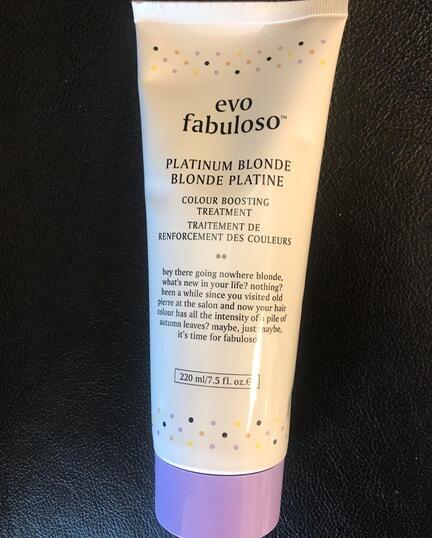 evo
fabuloso™
PLATINUM BLONDE
BLONDE PLATINE
COLOUR BOOSTING
TREATMENT
TRAITEMENT DE
RENFORCEMENT DES COULEURS
hey there going nowhere blonde,
what's new in your life? nothing?
been a while since you visited old
pierre at the salon and now your hair
colour has all the intensity of a pile of
autumn leaves? maybe, just maybe,
it's time for fabuloso
220 ml/7.5 fl. oz.℮